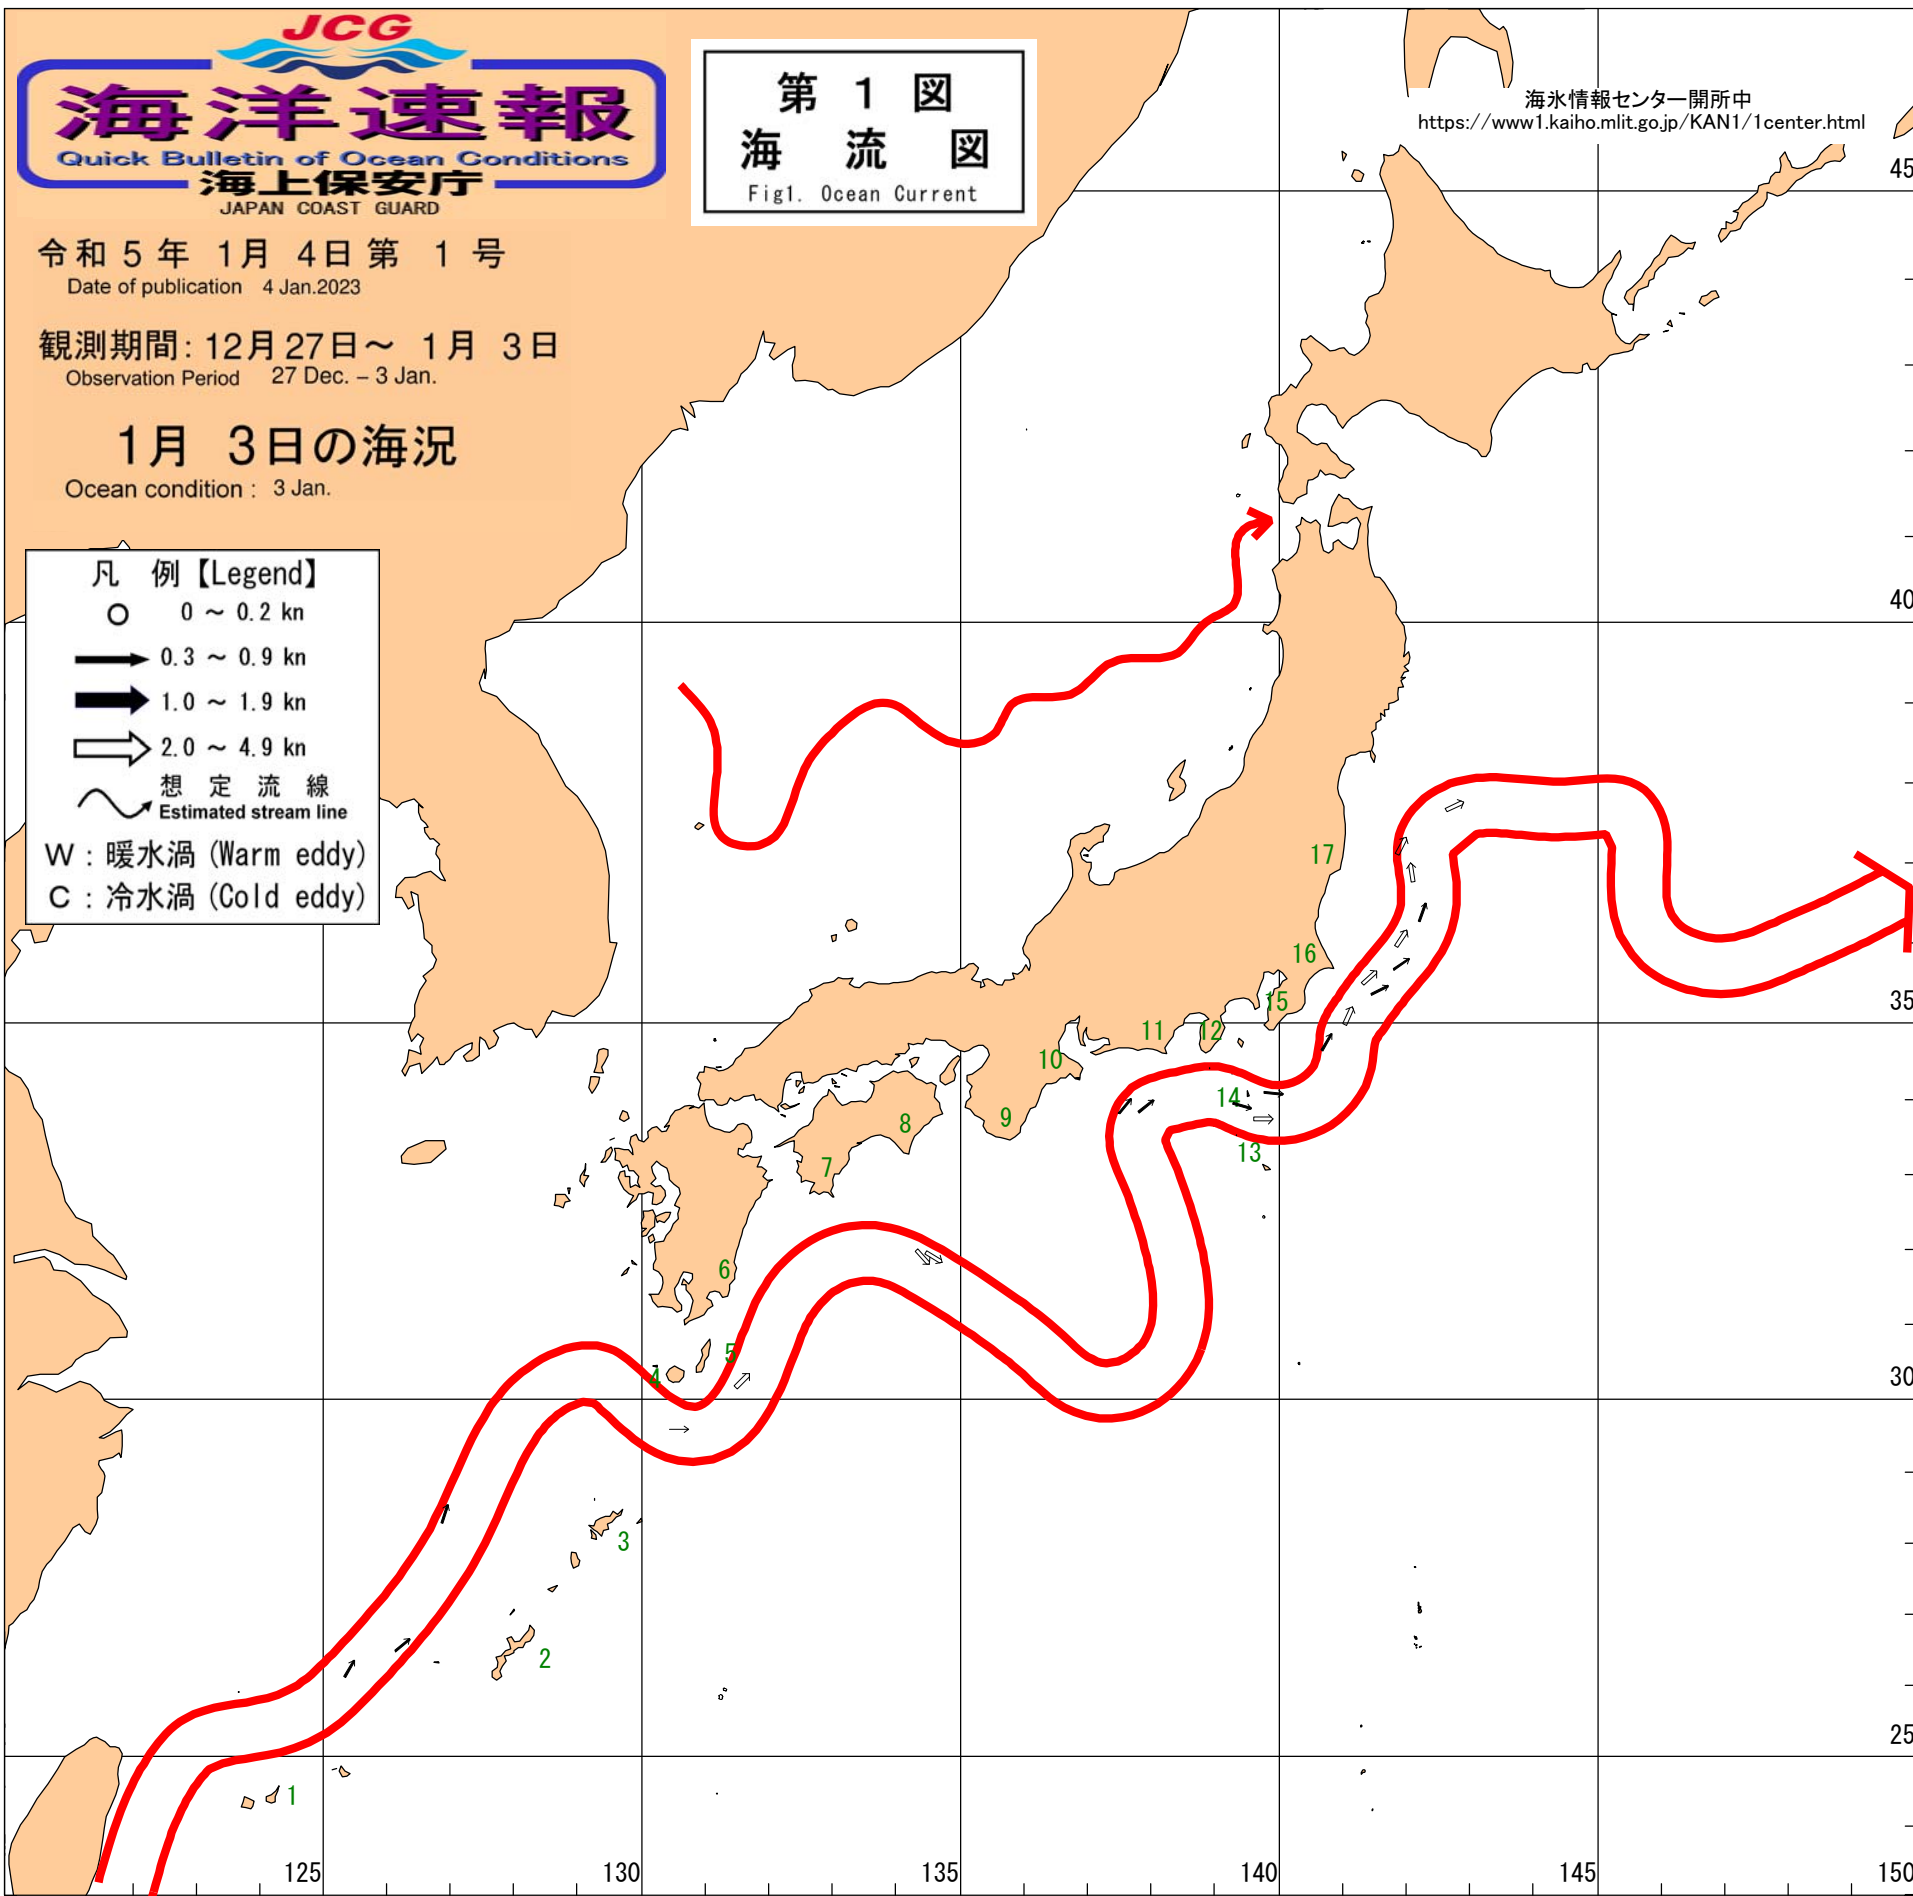 JCG
海洋速報
Quick Bulletin of Ocean Conditions
海上保安庁
JAPAN COAST GUARD
第 1 図
海 流 図
Fig1. Ocean Current
海氷情報センター開所中
https://www1.kaiho.mlit.go.jp/KAN1/1center.html
令和 5 年 1月 4日 第 1 号
Date of publication 4 Jan.2023
観測期間: 12月 27日～ 1月 3日
Observation Period 27 Dec. – 3 Jan.
1月 3日の海況
Ocean condition : 3 Jan.
凡 例【Legend】
0 ～ 0.2 kn
0.3 ～ 0.9 kn
1.0 ～ 1.9 kn
2.0 ～ 4.9 kn
想 定 流 線
Estimated stream line
W : 暖水渦 (Warm eddy)
C : 冷水渦 (Cold eddy)
45
40
17
16
35
15
12
11
10
14
9
8
13
7
6
5
4
30
3
2
25
1
125
130
135
140
145
150